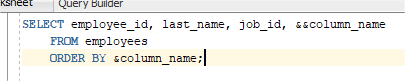 ksheet Query Builder
SELECT employee_id, last_name, job_id, &&column_name
FROM employees
ORDER BY &column_name;